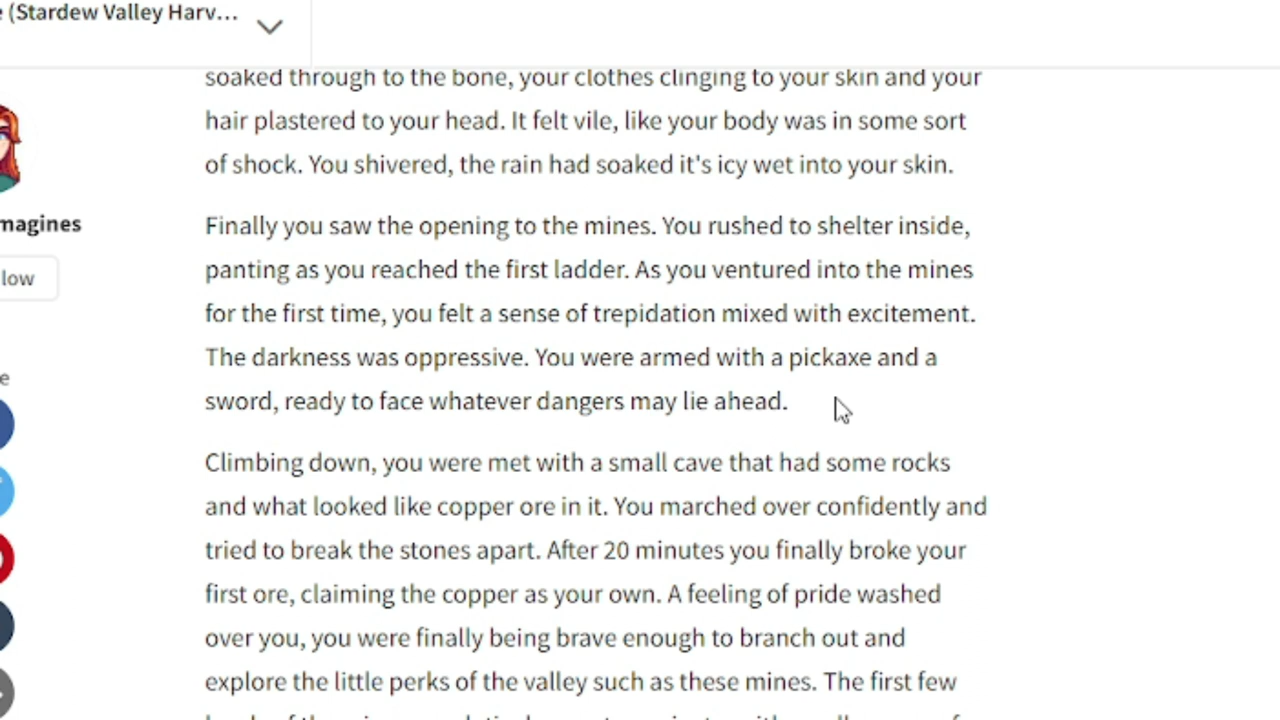 e (Stardew Valley Harv...
soaked through to the bone, your clothes clinging to your skin and your
hair plastered to your head. It felt vile, like your body was in some sort
of shock. You shivered, the rain had soaked it's icy wet into your skin.
magines
low
Finally you saw the opening to the mines. You rushed to shelter inside,
panting as you reached the first ladder. As you ventured into the mines
for the first time, you felt a sense of trepidation mixed with excitement.
The darkness was oppressive. You were armed with a pickaxe and a
e
sword, ready to face whatever dangers may lie ahead.
Climbing down, you were met with a small cave that had some rocks
and what looked like copper ore in it. You marched over confidently and
tried to break the stones apart. After 20 minutes you finally broke your
first ore, claiming the copper as your own. A feeling of pride washed
over you, you were finally being brave enough to branch out and
explore the little perks of the valley such as these mines. The first few